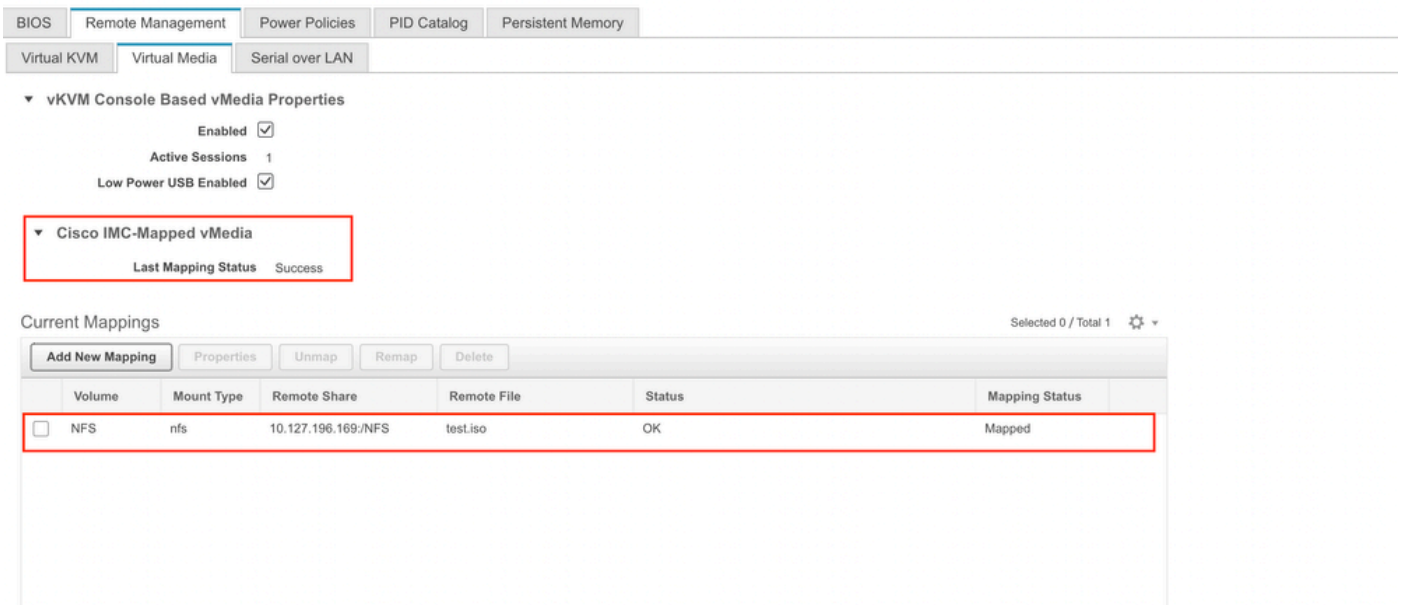 BIOS Remote Management Power Policies PID Catalog Persistent Memory
Virtual KVM Virtual Media Serial over LAN
vKVM Console Based vMedia Properties
Enabled
Active Sessions 1
Low Power USB Enabled
Cisco IMC-Mapped vMedia
Last Mapping Status Success
Current Mappings Selected 0 / Total 1
Add New Mapping Properties Unmap Remap Delete
Volume Mount Type Remote Share Remote File Status Mapping Status
NFS nfs 10.127.196.169:/NFS test.iso OK Mapped